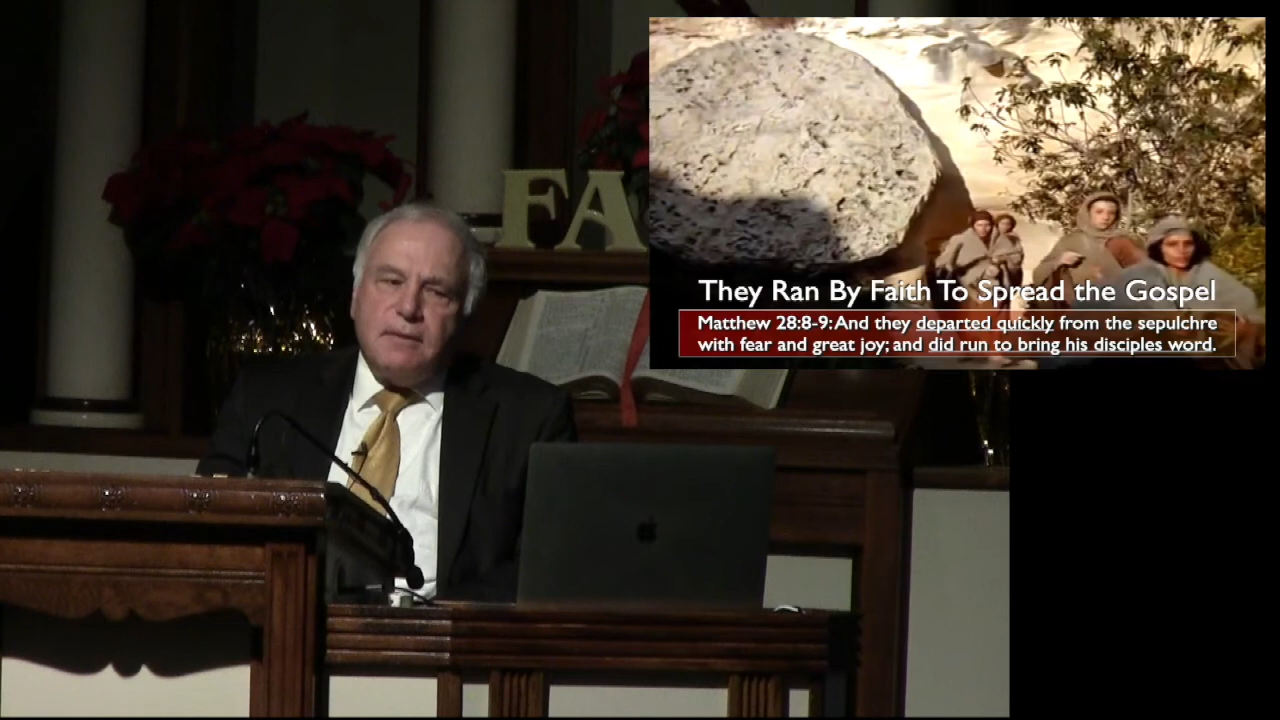 FA
They Ran By Faith To Spread the Gospel
Matthew 28:8-9: And they departed quickly from the sepulchre
with fear and great joy; and did run to bring his disciples word.